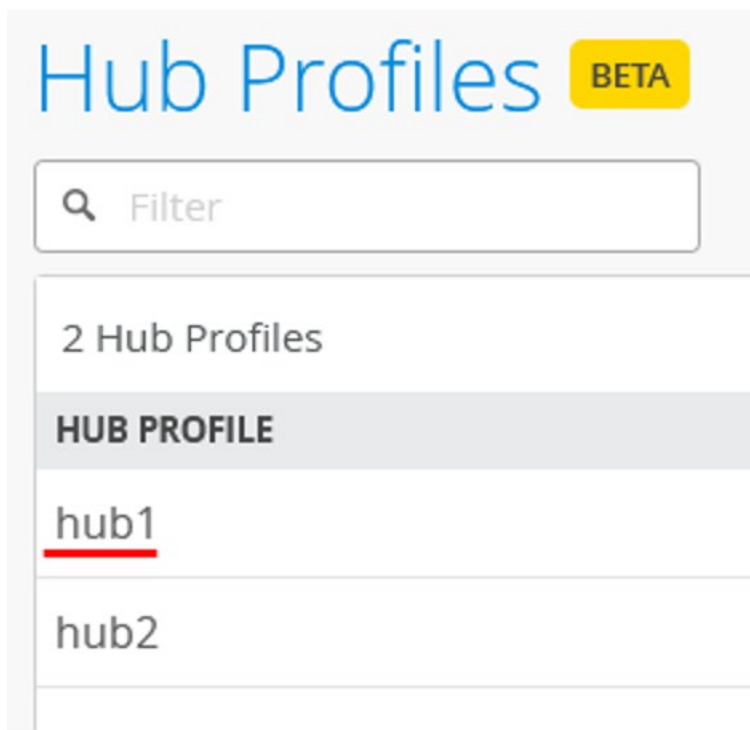 Hub Profiles BETA
Filter
2 Hub Profiles
HUB PROFILE
hub1
hub2